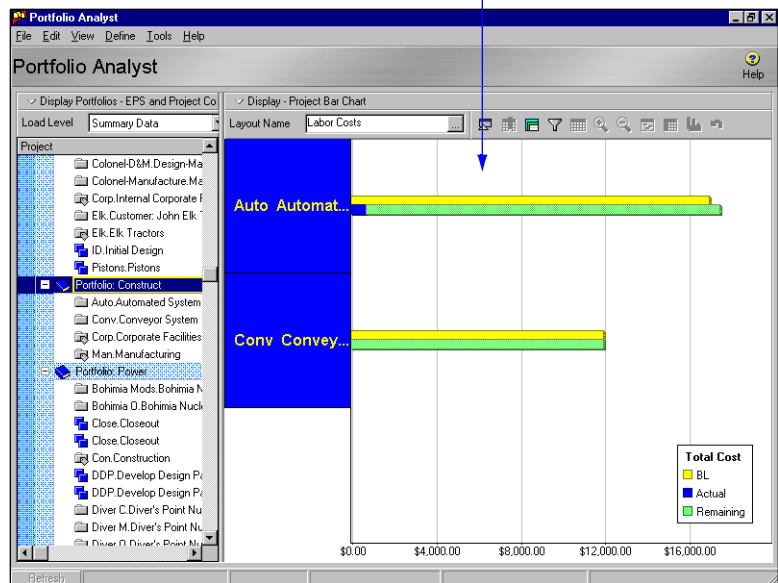 Portfolio Analyst
File Edit View Define Tools Help
Portfolio Analyst
Help
Display Portfolios - EPS and Project Co
Display - Project Bar Chart
Load Level Summary Data
Layout Name Labor Costs ...
Project
Colonel-D&M.Design-Ma
Colonel-Manufacture.Ma
Corp.Internal Corporate F
Elk.Customer: John Elk T
Elk.Elk Tractors
ID.Initial Design
Pistons.Pistons
Portfolio: Construct
Auto.Automated System
Conv.Conveyor System
Corp.Corporate Facilities
Man.Manufacturing
Portfolio: Power
Bohimia Mods.Bohimia N
Bohimia O.Bohimia Nucl
Close.Closeout
Close.Closeout
Con.Construction
DDP.Develop Design Pa
DDP.Develop Design Pa
Diver C.Diver's Point Nu
Diver M.Diver's Point Nu
Diver O.Diver's Point Nu
Auto Automat...
Conv Convey...
Total Cost
BL
Actual
Remaining
$0.00 $4,000.00 $8,000.00 $12,000.00 $16,000.00
Refresh